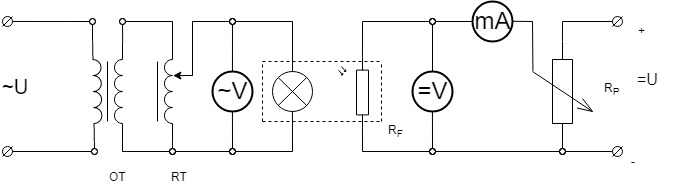 ~U
OT
RT
~V
R_F
=V
mA
R_P
+
=U
-